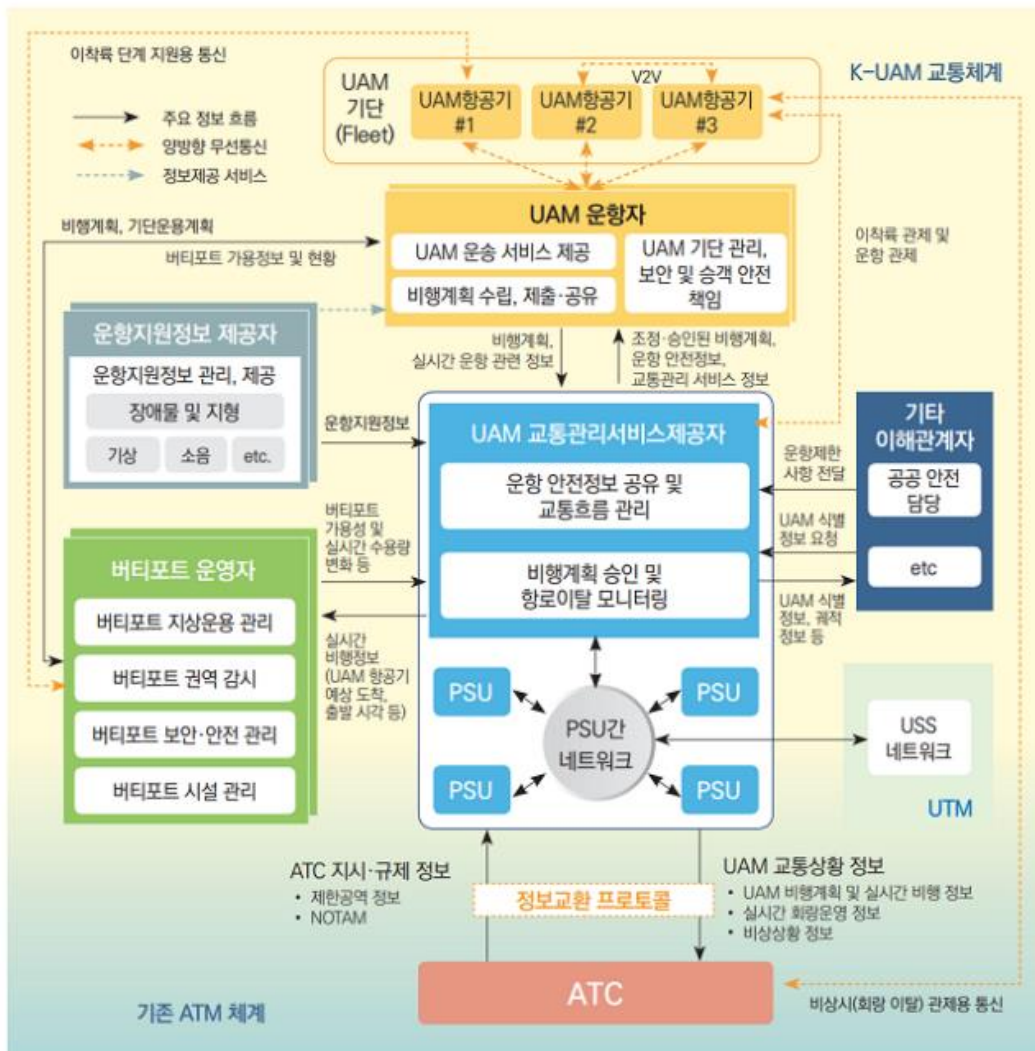 이착륙 단계 지원용 통신
K-UAM 교통체계
UAM
기단
(Fleet)
V2V
UAM항공기
#1
UAM항공기
#2
UAM항공기
#3
주요 정보 흐름
양방향 무선통신
정보제공 서비스
비행계획, 기단운용계획
버티포트 가용정보 및 현황
UAM 운항자
UAM 운송 서비스 제공
비행계획 수립, 제출·공유
UAM 기단 관리,
보안 및 승객 안전
책임
이착륙 관제 및
운항 관제
운항지원정보 제공자
운항지원정보 관리, 제공
장애물 및 지형
기상
소음
etc.
비행계획,
실시간 운항 관련 정보
조정·승인된 비행계획,
운항 안전정보,
교통관리 서비스 정보
운항지원정보
UAM 교통관리서비스제공자
운항 안전정보 공유 및
교통흐름 관리
비행계획 승인 및
항로이탈 모니터링
기타
이해관계자
공공 안전
담당
etc
운항제한
사항 전달
UAM 식별
정보 요청
UAM 식별
정보, 궤적
정보 등
버티포트
가용성 및
실시간 수용량
변화 등
버티포트 운영자
버티포트 지상운용 관리
버티포트 권역 감시
버티포트 보안·안전 관리
버티포트 시설 관리
실시간
비행정보
(UAM 항공기
예상 도착,
출발 시각 등)
PSU
PSU
PSU간
네트워크
PSU
PSU
USS
네트워크
UTM
ATC 지시·규제 정보
• 제한공역 정보
• NOTAM
정보교환 프로토콜
UAM 교통상황 정보
• UAM 비행계획 및 실시간 비행 정보
• 실시간 회랑운영 정보
• 비상상황 정보
ATC
기존 ATM 체계
비상시(회랑 이탈) 관제용 통신